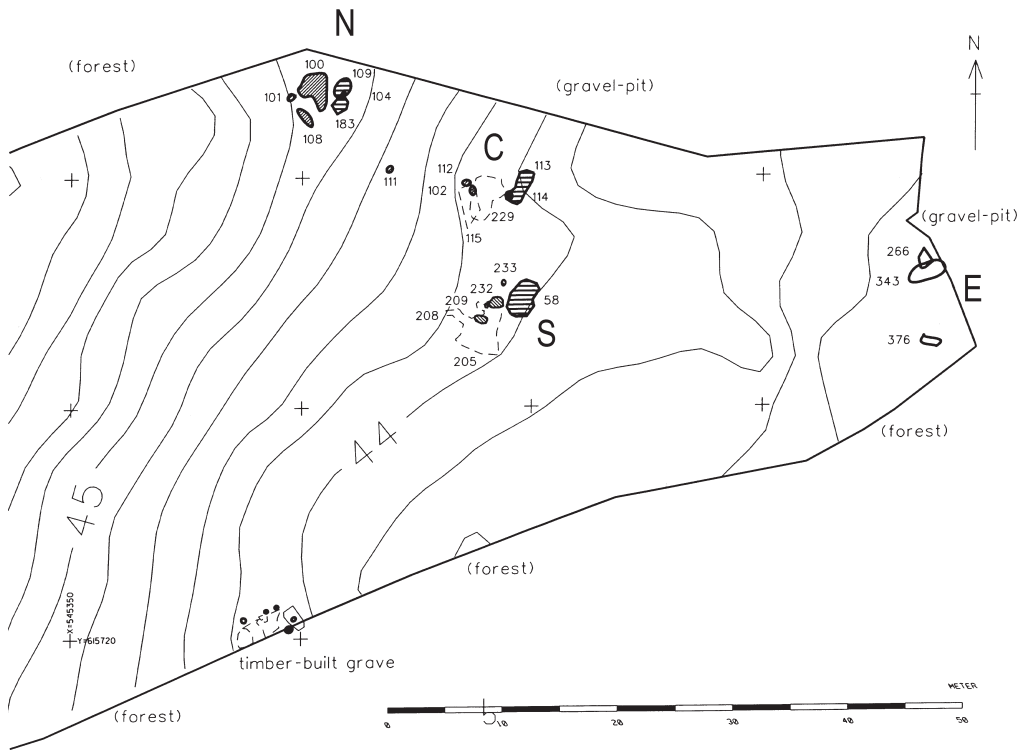 N
(forest)
100
109
101
104
108
183
(gravel-pit)
N
C
113
112
102
114
111
229
115
(gravel-pit)
233
266
232
343
E
209
58
208
S
205
376
(forest)
44
45
(forest)
X=545350
Y=615720
timber-built grave
(forest)
METER
0 10 20 30 40 50